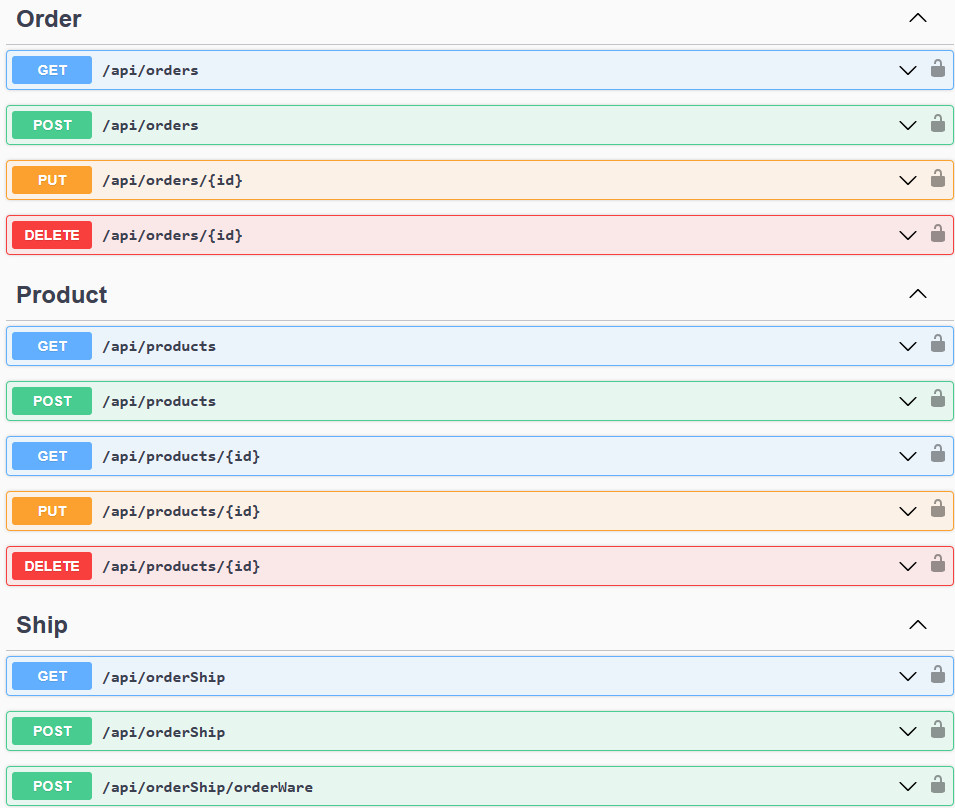 Order
GET /api/orders
POST /api/orders
PUT /api/orders/{id}
DELETE /api/orders/{id}
Product
GET /api/products
POST /api/products
GET /api/products/{id}
PUT /api/products/{id}
DELETE /api/products/{id}
Ship
GET /api/orderShip
POST /api/orderShip
POST /api/orderShip/orderWare